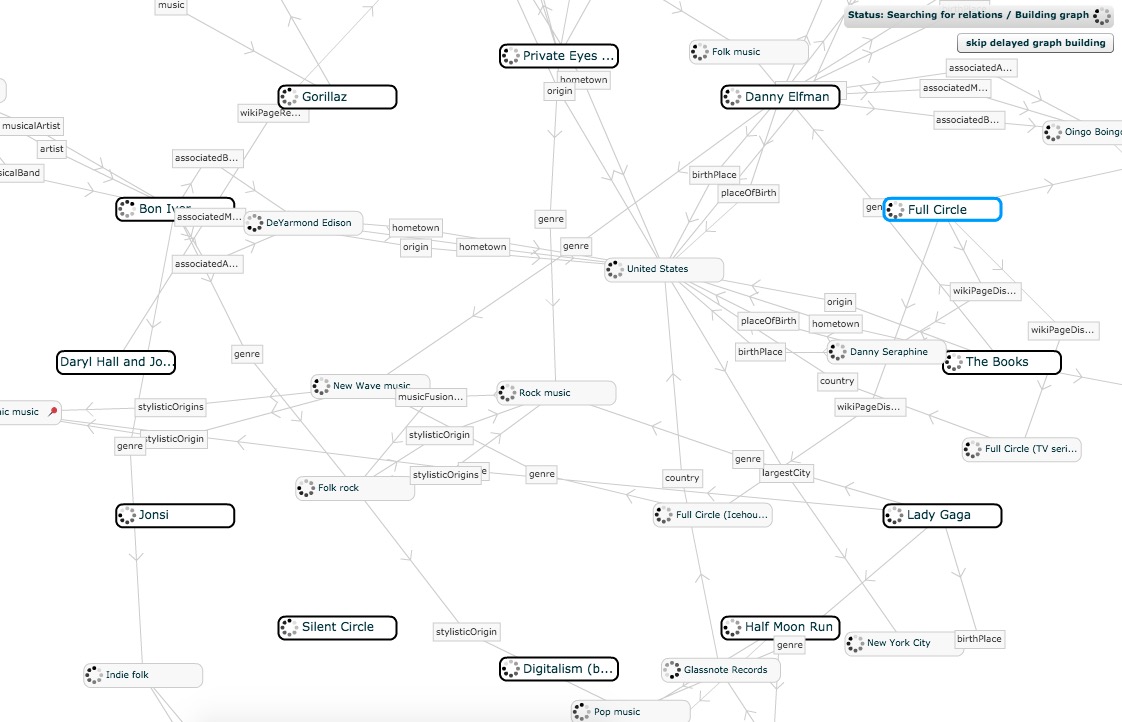 music
Status: Searching for relations / Building graph
skip delayed graph building
Private Eyes ...
Folk music
associatedA...
hometown
origin
associatedM...
Gorillaz
Danny Elfman
wikiPageRe...
associatedB...
musicalArtist
Oingo Boingo
artist
associatedB...
sicalBand
birthPlace
placeOfBirth
Bon Iver
gen
Full Circle
associatedM...
DeYarmond Edison
genre
hometown
origin
hometown
genre
associatedA...
United States
wikiPageDis...
origin
placeOfBirth
hometown
wikiPageDis...
genre
birthPlace
Danny Seraphine
Daryl Hall and Jo...
The Books
country
New Wave music
musicFusion...
Rock music
nic music
stylisticOrigins
wikiPageDis...
genre
stylisticOrigin
stylisticOrigin
Full Circle (TV seri...
genre
stylisticOrigins
e
genre
country
largestCity
Folk rock
Jonsi
Full Circle (Icehou...
Lady Gaga
Silent Circle
stylisticOrigin
Half Moon Run
genre
New York City
birthPlace
Indie folk
Digitalism (b...
Glassnote Records
Pop music